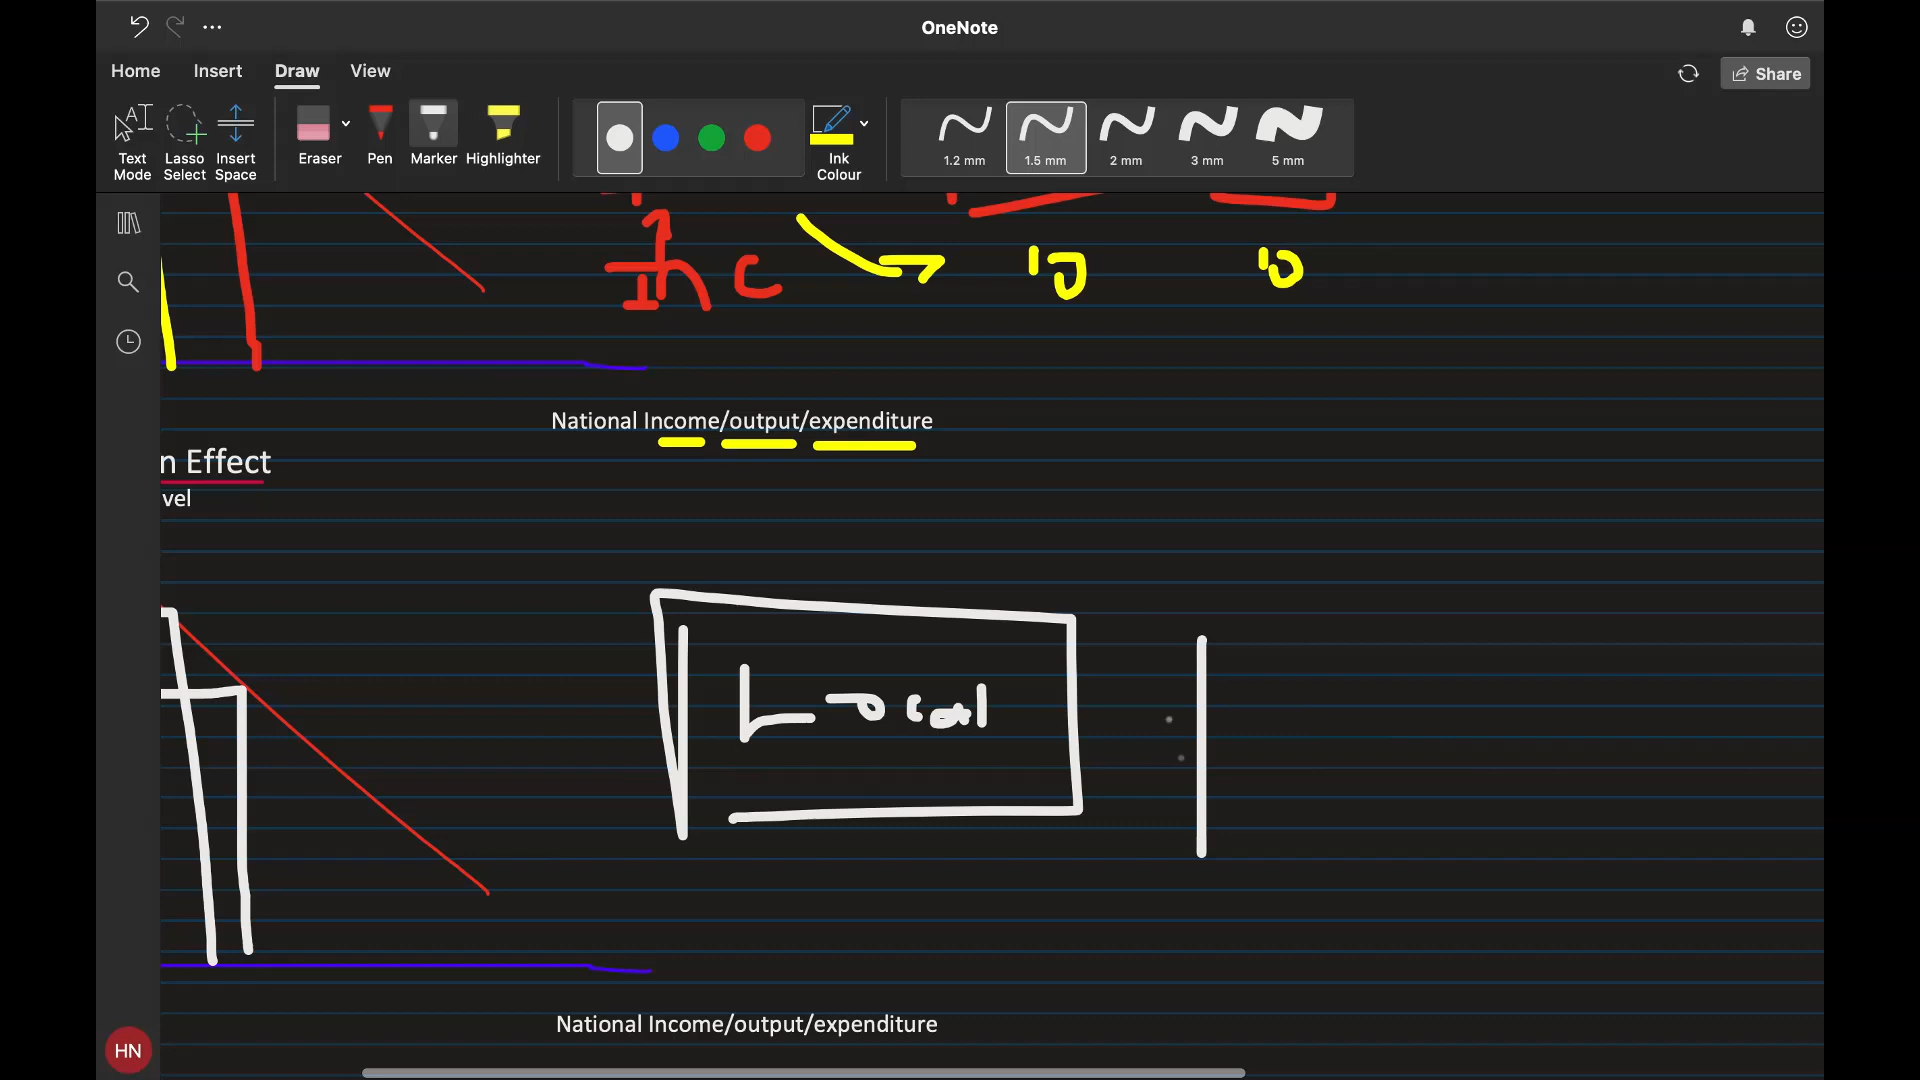 OneNote
Home Insert Draw View
Share
Text Mode
Lasso Select
Insert Space
Eraser
Pen
Marker
Highlighter
Ink Colour
1.2 mm
1.5 mm
2 mm
3 mm
5 mm
National Income/output/expenditure
n Effect
vel
National Income/output/expenditure
HN